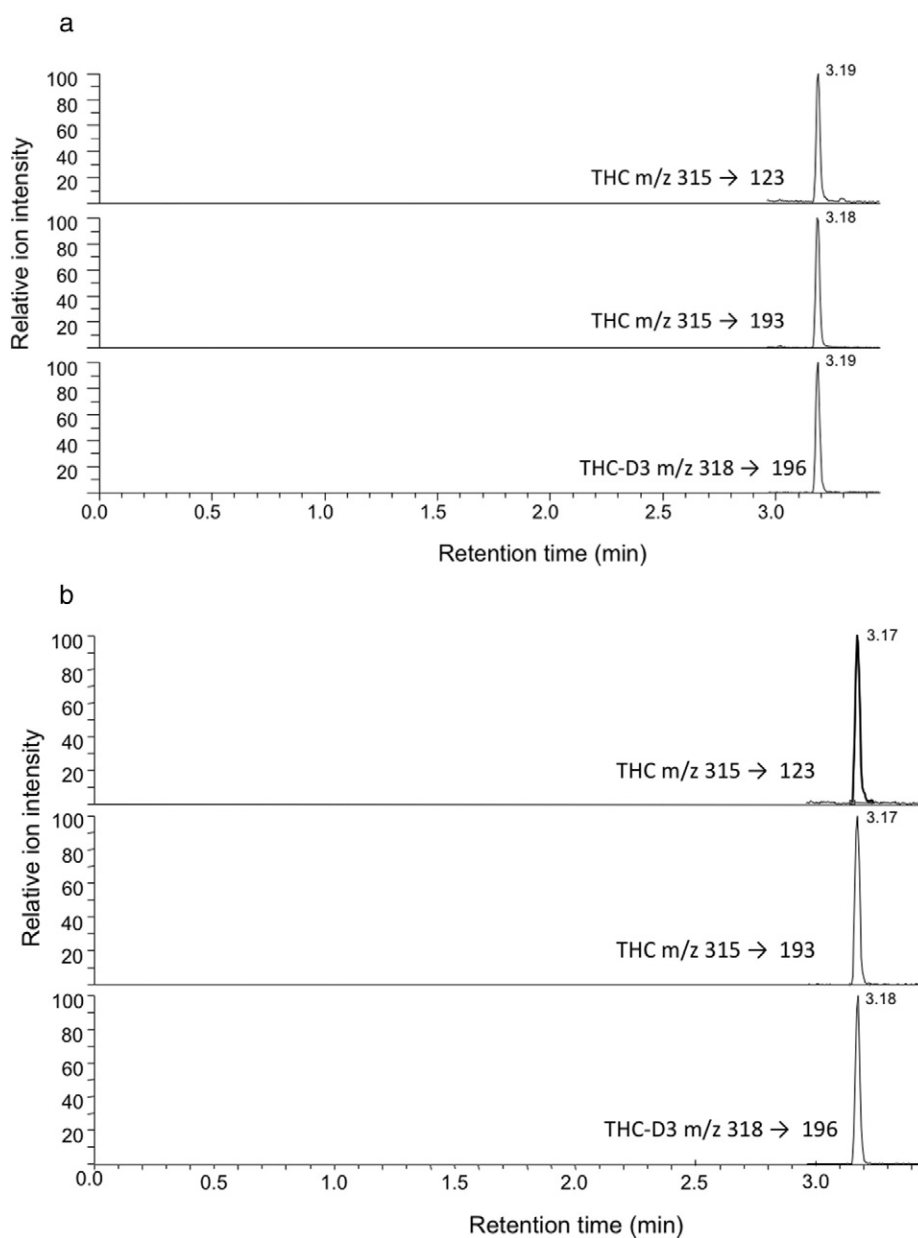 a
Relative ion intensity
100
80
60
40
20
3.19
THC m/z 315 → 123
100
80
60
40
20
3.18
THC m/z 315 → 193
100
80
60
40
20
3.19
THC-D3 m/z 318 → 196
0.0 0.5 1.0 1.5 2.0 2.5 3.0
Retention time (min)
b
Relative ion intensity
100
80
60
40
20
3.17
THC m/z 315 → 123
100
80
60
40
20
3.17
THC m/z 315 → 193
100
80
60
40
20
3.18
THC-D3 m/z 318 → 196
0.0 0.5 1.0 1.5 2.0 2.5 3.0
Retention time (min)